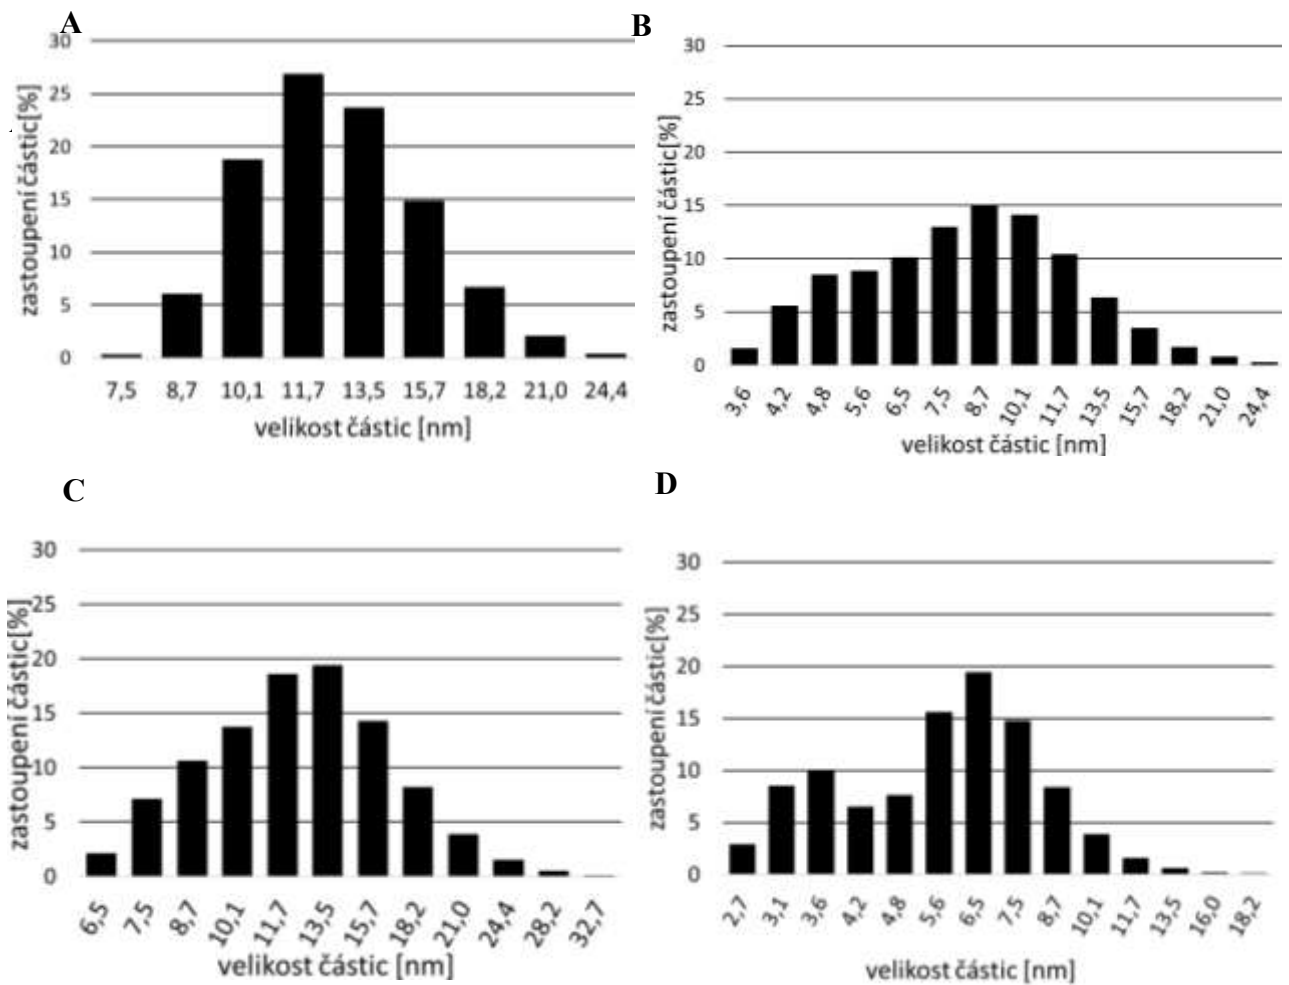 A
30
25
20
15
10
5
0
zastoupení částic[%]
7,5 8,7 10,1 11,7 13,5 15,7 18,2 21,0 24,4
velikost částic [nm]
B
30
25
20
15
10
5
0
zastoupení částic[%]
3,6 4,2 4,8 5,6 6,5 7,5 8,7 10,1 11,7 13,5 15,7 18,2 21,0 24,4
velikost částic [nm]
C
30
25
20
15
10
5
0
zastoupení částic[%]
6,5 7,5 8,7 10,1 11,7 13,5 15,7 18,2 21,0 24,4 28,2 32,7
velikost částic [nm]
D
30
25
20
15
10
5
0
zastoupení částic[%]
2,7 3,1 3,6 4,2 4,8 5,6 6,5 7,5 8,7 10,1 11,7 13,5 16,0 18,2
velikost částic [nm]